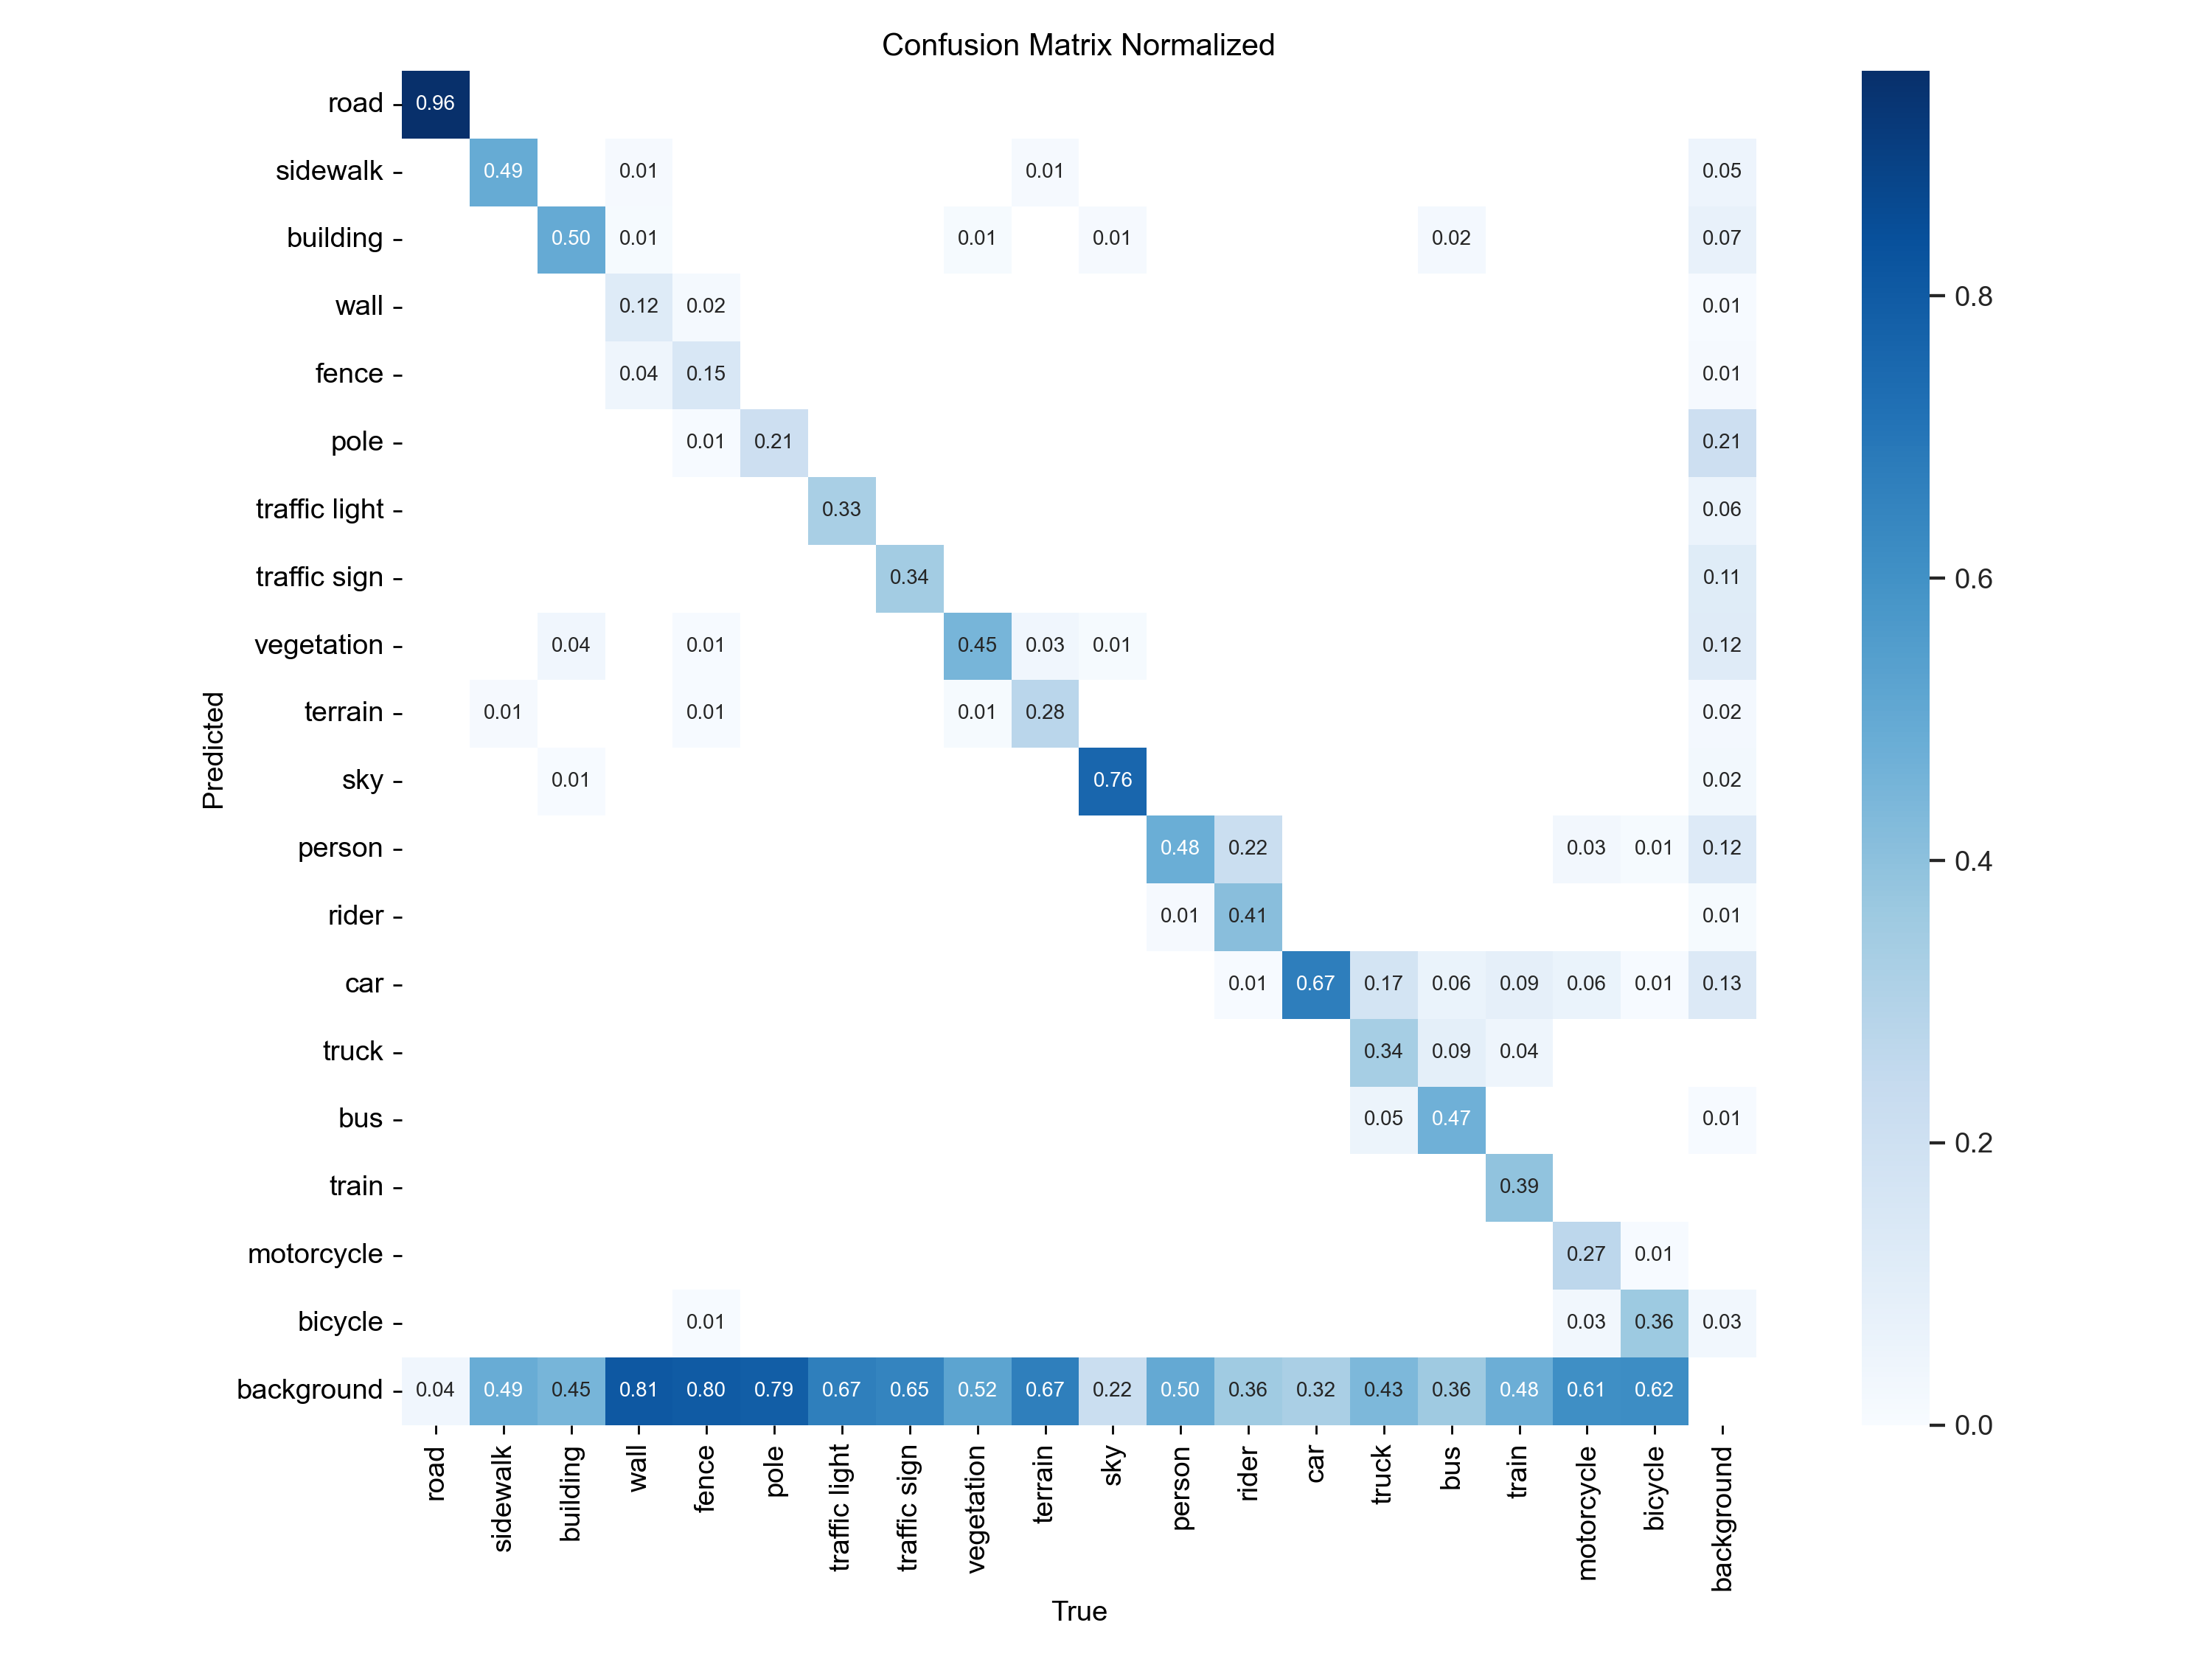 Confusion Matrix Normalized
road 0.96
sidewalk 0.49 0.01 0.01 0.05
building 0.50 0.01 0.01 0.01 0.02 0.07
wall 0.12 0.02 0.01
0.8
fence 0.04 0.15 0.01
pole 0.01 0.21 0.21
traffic light 0.33 0.06
traffic sign 0.34 0.11
0.6
vegetation 0.04 0.01 0.45 0.03 0.01 0.12
terrain 0.01 0.01 0.01 0.28 0.02
Predicted
sky 0.01 0.76 0.02
person 0.48 0.22 0.03 0.01 0.12
0.4
rider 0.01 0.41 0.01
car 0.01 0.67 0.17 0.06 0.09 0.06 0.01 0.13
truck 0.34 0.09 0.04
bus 0.05 0.47 0.01
0.2
train 0.39
motorcycle 0.27 0.01
bicycle 0.01 0.03 0.36 0.03
background 0.04 0.49 0.45 0.81 0.80 0.79 0.67 0.65 0.52 0.67 0.22 0.50 0.36 0.32 0.43 0.36 0.48 0.61 0.62
0.0
road sidewalk building wall fence pole traffic light traffic sign vegetation terrain sky person rider car truck bus train motorcycle bicycle background
True